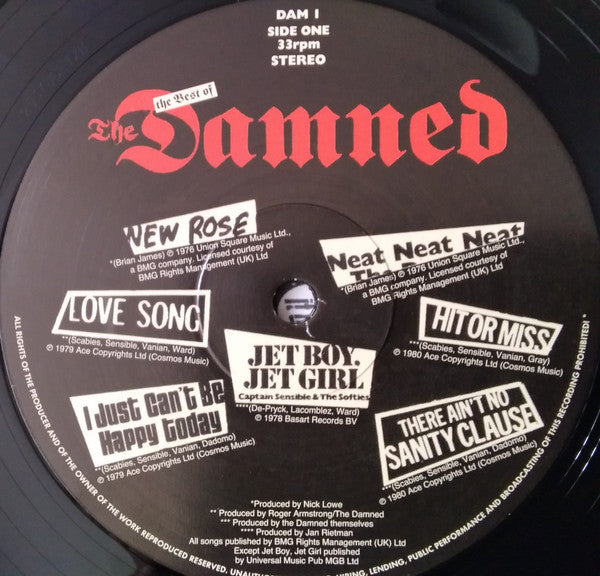 DAM 1
SIDE ONE
33rpm
STEREO
the Best of
The Damned
NEW ROSE
*(Brian James) ℗ 1976 Union Square Music Ltd.,
a BMG company. Licensed courtesy of
BMG Rights Management (UK) Ltd
Neat Neat Neat
*(Brian James) ℗ 1976 Union Square Music Ltd.,
a BMG company. Licensed courtesy of
BMG Rights Management (UK) Ltd
LOVE SONG
**(Scabies, Sensible, Vanian, Ward)
℗ 1979 Ace Copyrights Ltd (Cosmos Music)
HIT OR MISS
***(Scabies, Sensible, Vanian, Gray)
℗ 1980 Ace Copyrights Ltd (Cosmos Music)
JET BOY,
JET GIRL
Captain Sensible & The Softies
****(De-Pryck, Lacomblez, Ward)
℗ 1978 Basart Records BV
I Just Can't Be
Happy Today
**(Scabies, Sensible, Vanian, Dadomo)
℗ 1979 Ace Copyrights Ltd (Cosmos Music)
THERE AIN'T NO
SANITY CLAUSE
***(Scabies, Sensible, Vanian, Dadomo)
℗ 1980 Ace Copyrights Ltd (Cosmos Music)
*Produced by Nick Lowe
** Produced by Roger Armstrong/The Damned
*** Produced by the Damned themselves
**** Produced by Jan Rietman
All songs published by BMG Rights Management (UK) Ltd
Except Jet Boy, Jet Girl published
by Universal Music Pub MGB Ltd
ALL RIGHTS OF THE PRODUCER AND OF THE OWNER OF THE WORK REPRODUCED RESERVED, HIRING, LENDING, PUBLIC PERFORMANCE AND BROADCASTING OF THIS RECORDING PROHIBITED!